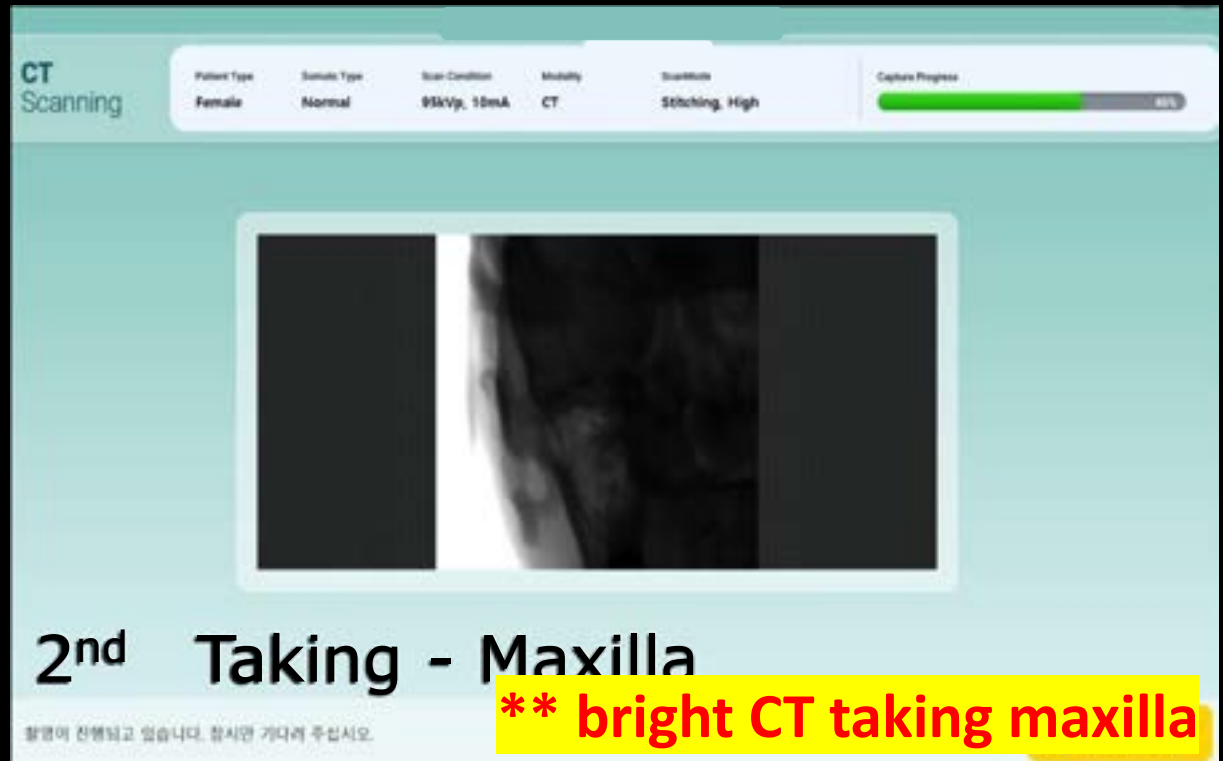 CT
Scanning
Patient Type
Female
Somato Type
Normal
Scan Condition
95kVp, 10mA
Modality
CT
ScanMode
Stitching, High
Capture Progress
2nd Taking - Maxilla
** bright CT taking maxilla
촬영이 진행되고 있습니다. 잠시만 기다려 주십시오.